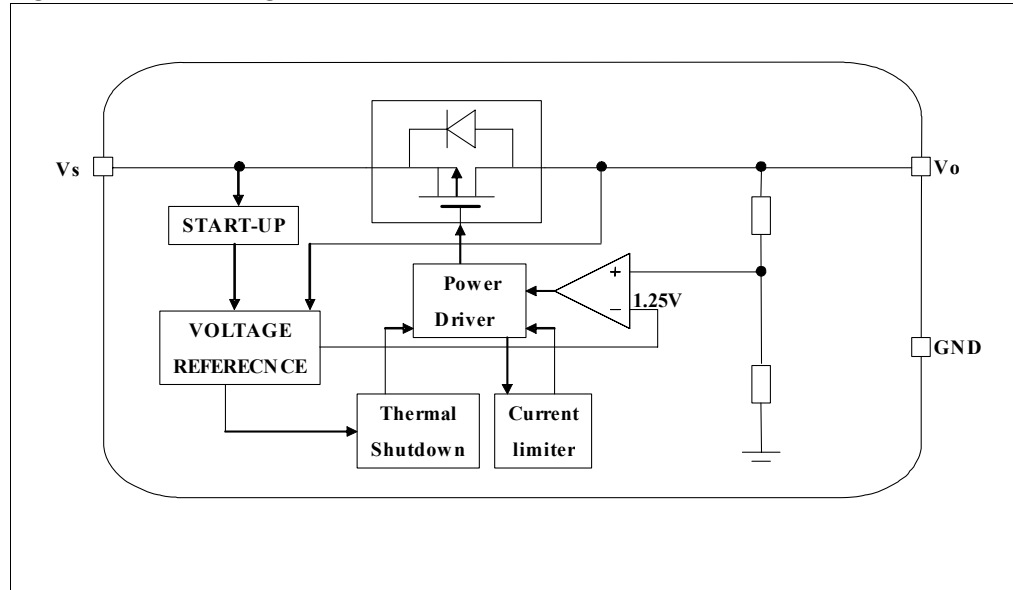 Vs
Vo
START-UP
Power
Driver
+
1.25V
–
VOLTAGE
REFERECNCE
GND
Thermal
Shutdown
Current
limiter